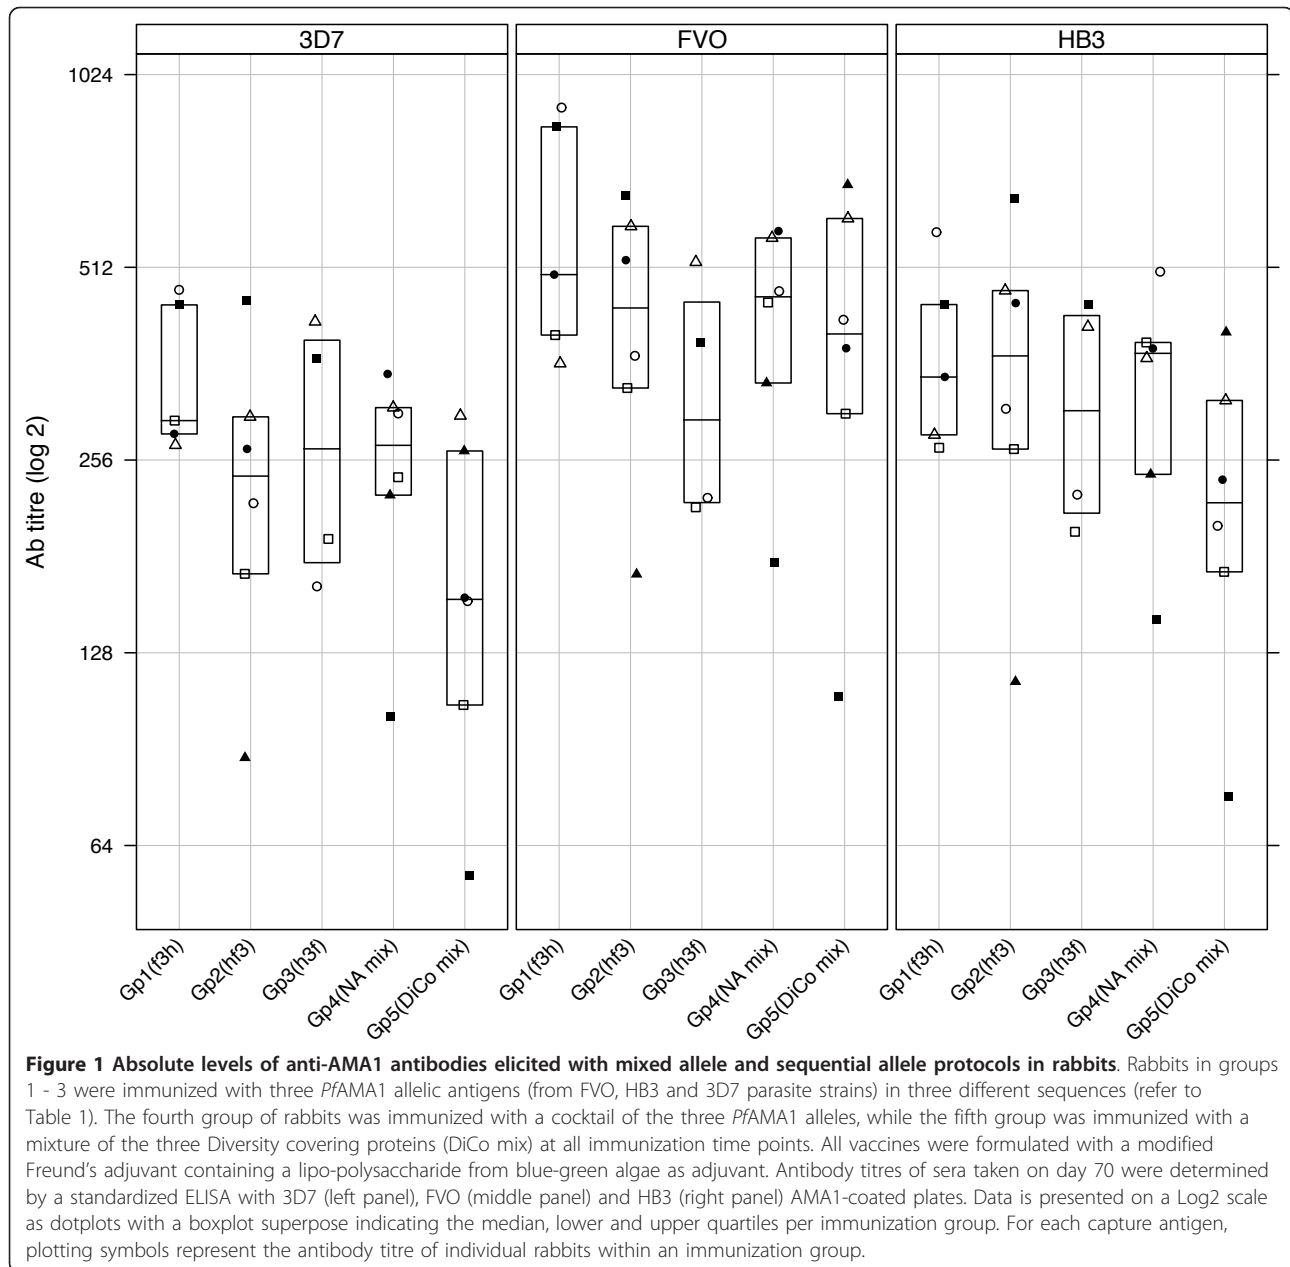 3D7 FVO HB3
1024
512
256
128
64
Ab titre (log 2)
Gp1(f3h) Gp2(hf3) Gp3(h3f) Gp4(NA mix) Gp5(DiCo mix) Gp1(f3h) Gp2(hf3) Gp3(h3f) Gp4(NA mix) Gp5(DiCo mix) Gp1(f3h) Gp2(hf3) Gp3(h3f) Gp4(NA mix) Gp5(DiCo mix)
Figure 1 Absolute levels of anti-AMA1 antibodies elicited with mixed allele and sequential allele protocols in rabbits. Rabbits in groups
1 - 3 were immunized with three PfAMA1 allelic antigens (from FVO, HB3 and 3D7 parasite strains) in three different sequences (refer to
Table 1). The fourth group of rabbits was immunized with a cocktail of the three PfAMA1 alleles, while the fifth group was immunized with a
mixture of the three Diversity covering proteins (DiCo mix) at all immunization time points. All vaccines were formulated with a modified
Freund's adjuvant containing a lipo-polysaccharide from blue-green algae as adjuvant. Antibody titres of sera taken on day 70 were determined
by a standardized ELISA with 3D7 (left panel), FVO (middle panel) and HB3 (right panel) AMA1-coated plates. Data is presented on a Log2 scale
as dotplots with a boxplot superpose indicating the median, lower and upper quartiles per immunization group. For each capture antigen,
plotting symbols represent the antibody titre of individual rabbits within an immunization group.